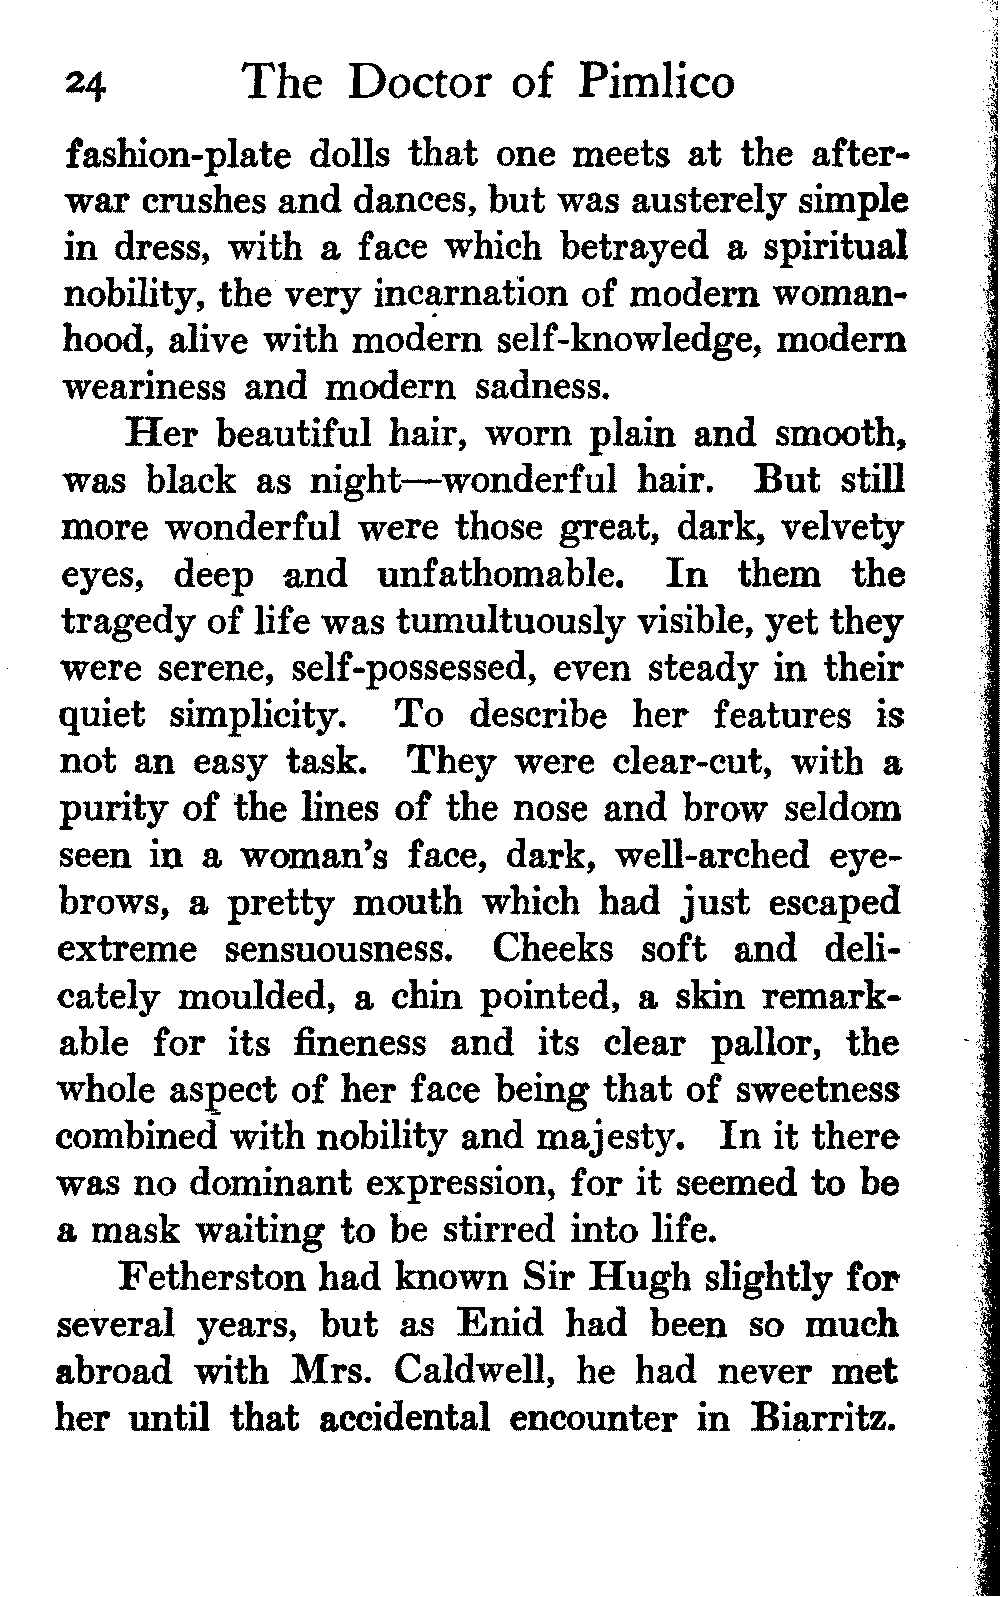 24 The Doctor of Pimlico
fashion-plate dolls that one meets at the after-
war crushes and dances, but was austerely simple
in dress, with a face which betrayed a spiritual
nobility, the very incarnation of modern woman-
hood, alive with modern self-knowledge, modern
weariness and modern sadness.
Her beautiful hair, worn plain and smooth,
was black as night—wonderful hair. But still
more wonderful were those great, dark, velvety
eyes, deep and unfathomable. In them the
tragedy of life was tumultuously visible, yet they
were serene, self-possessed, even steady in their
quiet simplicity. To describe her features is
not an easy task. They were clear-cut, with a
purity of the lines of the nose and brow seldom
seen in a woman's face, dark, well-arched eye-
brows, a pretty mouth which had just escaped
extreme sensuousness. Cheeks soft and deli-
cately moulded, a chin pointed, a skin remark-
able for its fineness and its clear pallor, the
whole aspect of her face being that of sweetness
combined with nobility and majesty. In it there
was no dominant expression, for it seemed to be
a mask waiting to be stirred into life.
Fetherston had known Sir Hugh slightly for
several years, but as Enid had been so much
abroad with Mrs. Caldwell, he had never met
her until that accidental encounter in Biarritz.